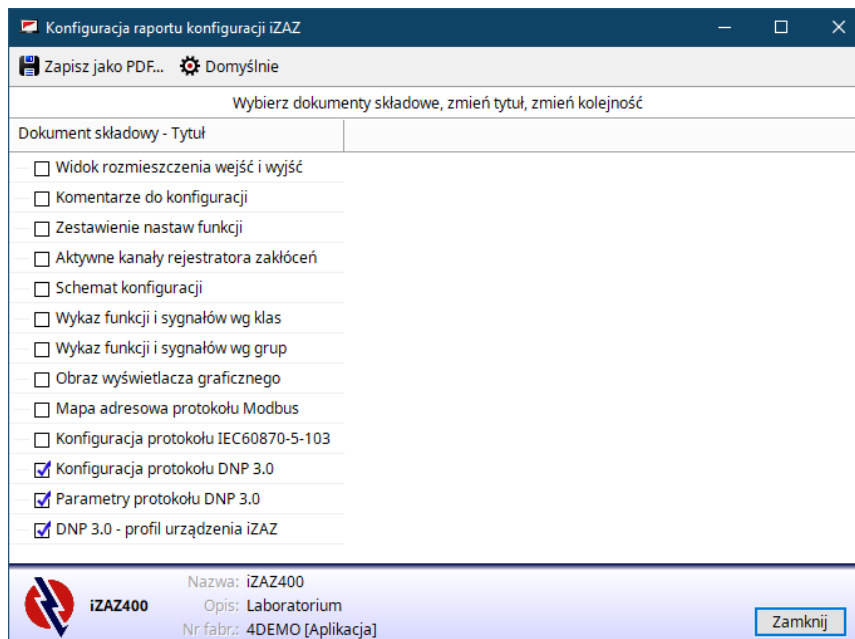 Konfiguracja raportu konfiguracji iZAZ
Zapisz jako PDF... Domyślnie
Wybierz dokumenty składowe, zmień tytuł, zmień kolejność
Dokument składowy - Tytuł
Widok rozmieszczenia wejść i wyjść
Komentarze do konfiguracji
Zestawienie nastaw funkcji
Aktywne kanały rejestratora zakłóceń
Schemat konfiguracji
Wykaz funkcji i sygnałów wg klas
Wykaz funkcji i sygnałów wg grup
Obraz wyświetlacza graficznego
Mapa adresowa protokołu Modbus
Konfiguracja protokołu IEC60870-5-103
Konfiguracja protokołu DNP 3.0
Parametry protokołu DNP 3.0
DNP 3.0 - profil urządzenia iZAZ
Nazwa: iZAZ400
iZAZ400 Opis: Laboratorium
Nr fabr.: 4DEMO [Aplikacja]
Zamknij